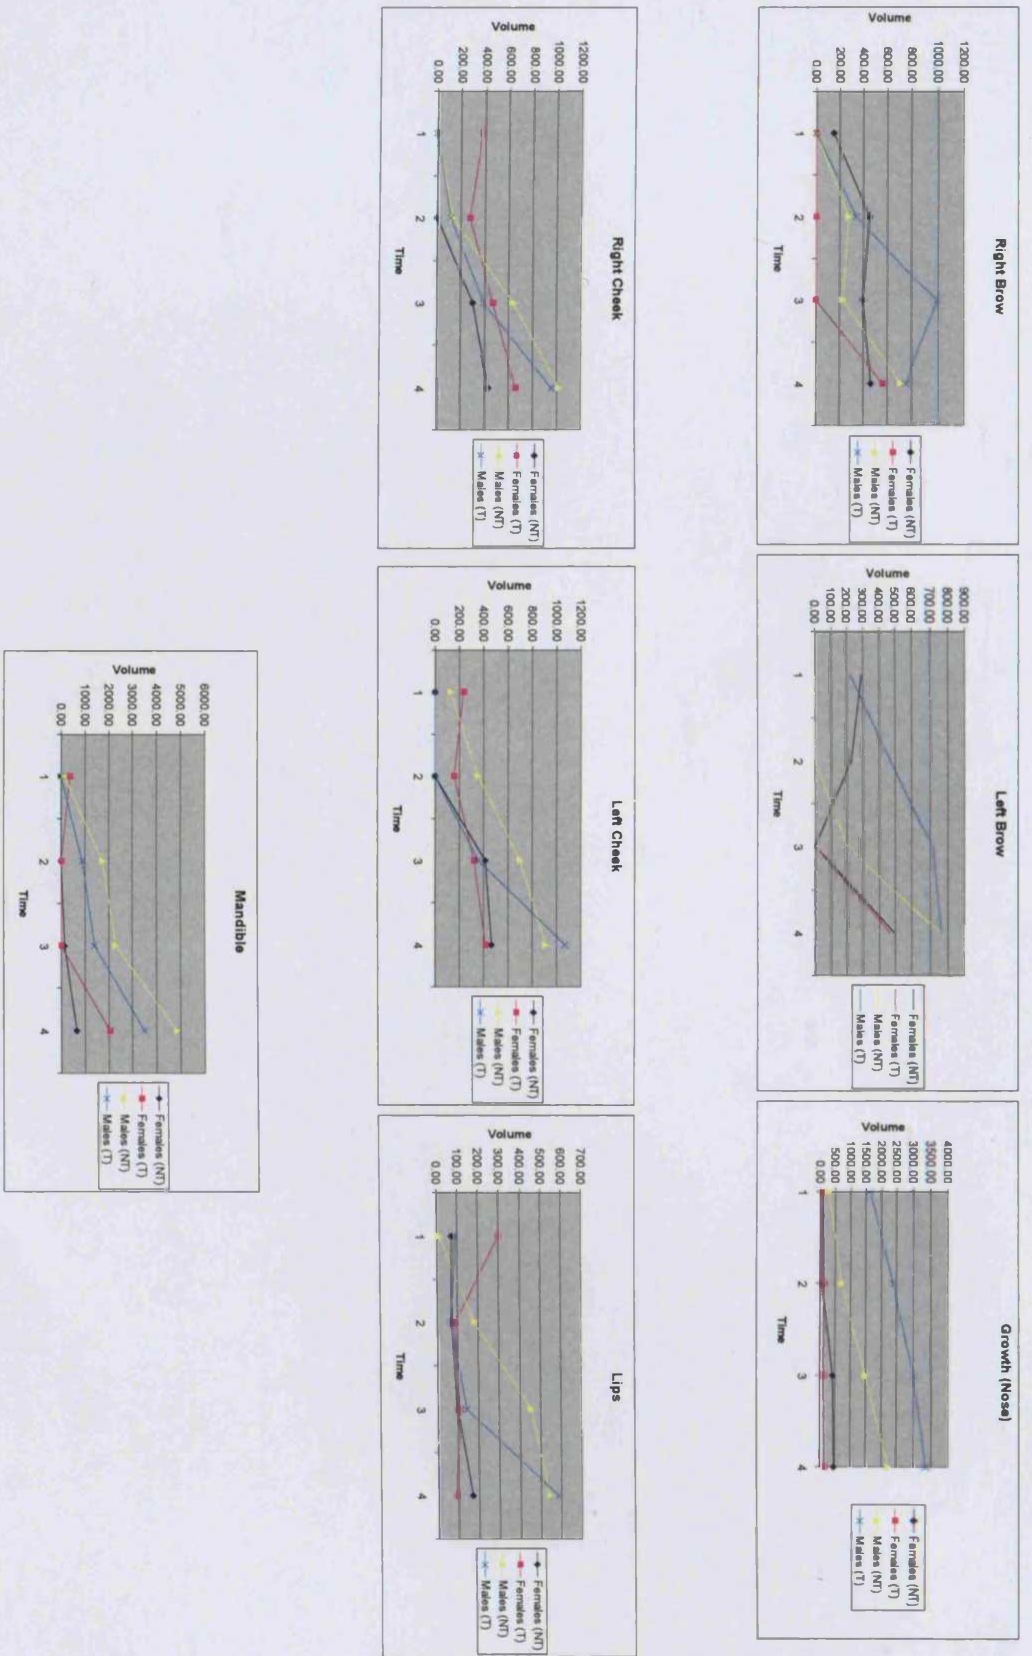 Right Brow
Volume
1200.00
1000.00
800.00
600.00
400.00
200.00
0.00
1 2 3 4
Time
Females (NT)
Females (T)
Males (NT)
Males (T)
Left Brow
Volume
900.00
800.00
700.00
600.00
500.00
400.00
300.00
200.00
100.00
0.00
1 2 3 4
Time
Females (NT)
Females (T)
Males (NT)
Males (T)
Growth (Nose)
Volume
4000.00
3500.00
3000.00
2500.00
2000.00
1500.00
1000.00
500.00
0.00
1 2 3 4
Time
Females (NT)
Females (T)
Males (NT)
Males (T)
Right Cheek
Volume
1200.00
1000.00
800.00
600.00
400.00
200.00
0.00
1 2 3 4
Time
Females (NT)
Females (T)
Males (NT)
Males (T)
Left Cheek
Volume
1200.00
1000.00
800.00
600.00
400.00
200.00
0.00
1 2 3 4
Time
Females (NT)
Females (T)
Males (NT)
Males (T)
Lips
Volume
700.00
600.00
500.00
400.00
300.00
200.00
100.00
0.00
1 2 3 4
Time
Females (NT)
Females (T)
Males (NT)
Males (T)
Mandible
Volume
6000.00
5000.00
4000.00
3000.00
2000.00
1000.00
0.00
1 2 3 4
Time
Females (NT)
Females (T)
Males (NT)
Males (T)